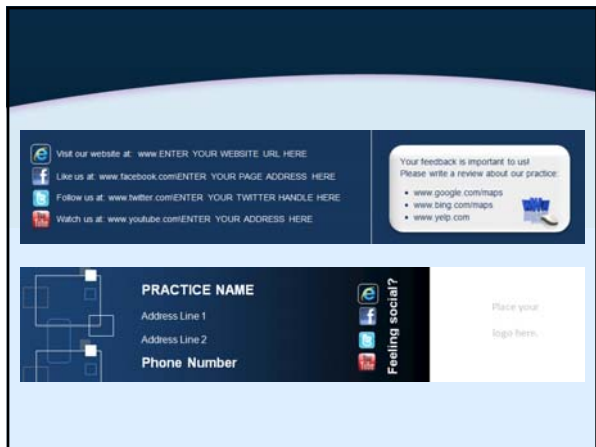 Visit our website at: www.ENTER YOUR WEBSITE URL HERE
Like us at: www.facebook.com\ENTER YOUR PAGE ADDRESS HERE
Follow us at: www.twitter.com\ENTER YOUR TWITTER HANDLE HERE
Watch us at: www.youtube.com\ENTER YOUR ADDRESS HERE
Your feedback is important to us!
Please write a review about our practice:
• www.google.com/maps
• www.bing.com/maps
• www.yelp.com
PRACTICE NAME
Address Line 1
Address Line 2
Phone Number
Feeling social?
Place your
logo here.